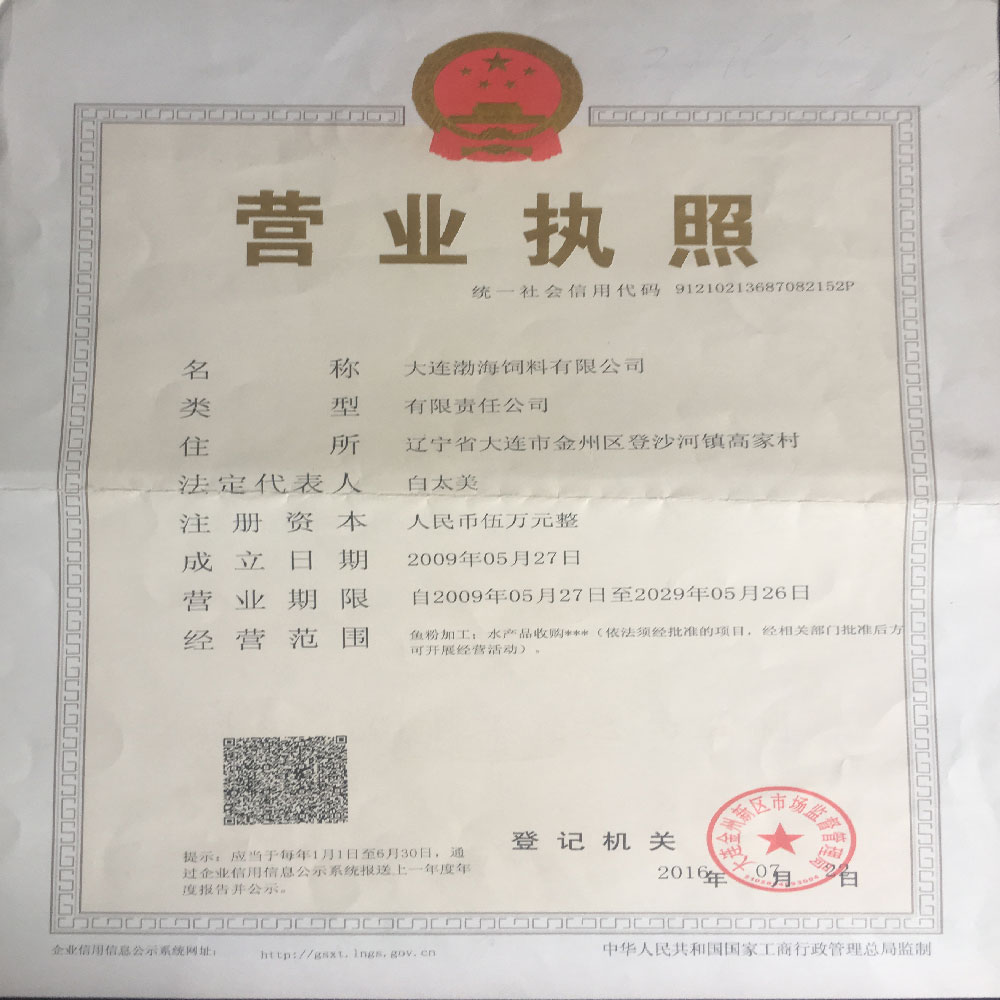 营业执照
统一社会信用代码 91210213687082152P
名称 大连渤海饲料有限公司
类型 有限责任公司
住所 辽宁省大连市金州区登沙河镇高家村
法定代表人 白太美
注册资本 人民币伍万元整
成立日期 2009年05月27日
营业期限 自2009年05月27日至2029年05月26日
经营范围 鱼粉加工；水产品收购***（依法须经批准的项目，经相关部门批准后方
可开展经营活动）。
登记机关
大连金州新区市场监督管理局
2016年 07月 22日
提示：应当于每年1月1日至6月30日，通
过企业信用信息公示系统报送上一年度年
度报告并公示。
企业信用信息公示系统网址： http://gsxt.lngs.gov.cn
中华人民共和国国家工商行政管理总局监制